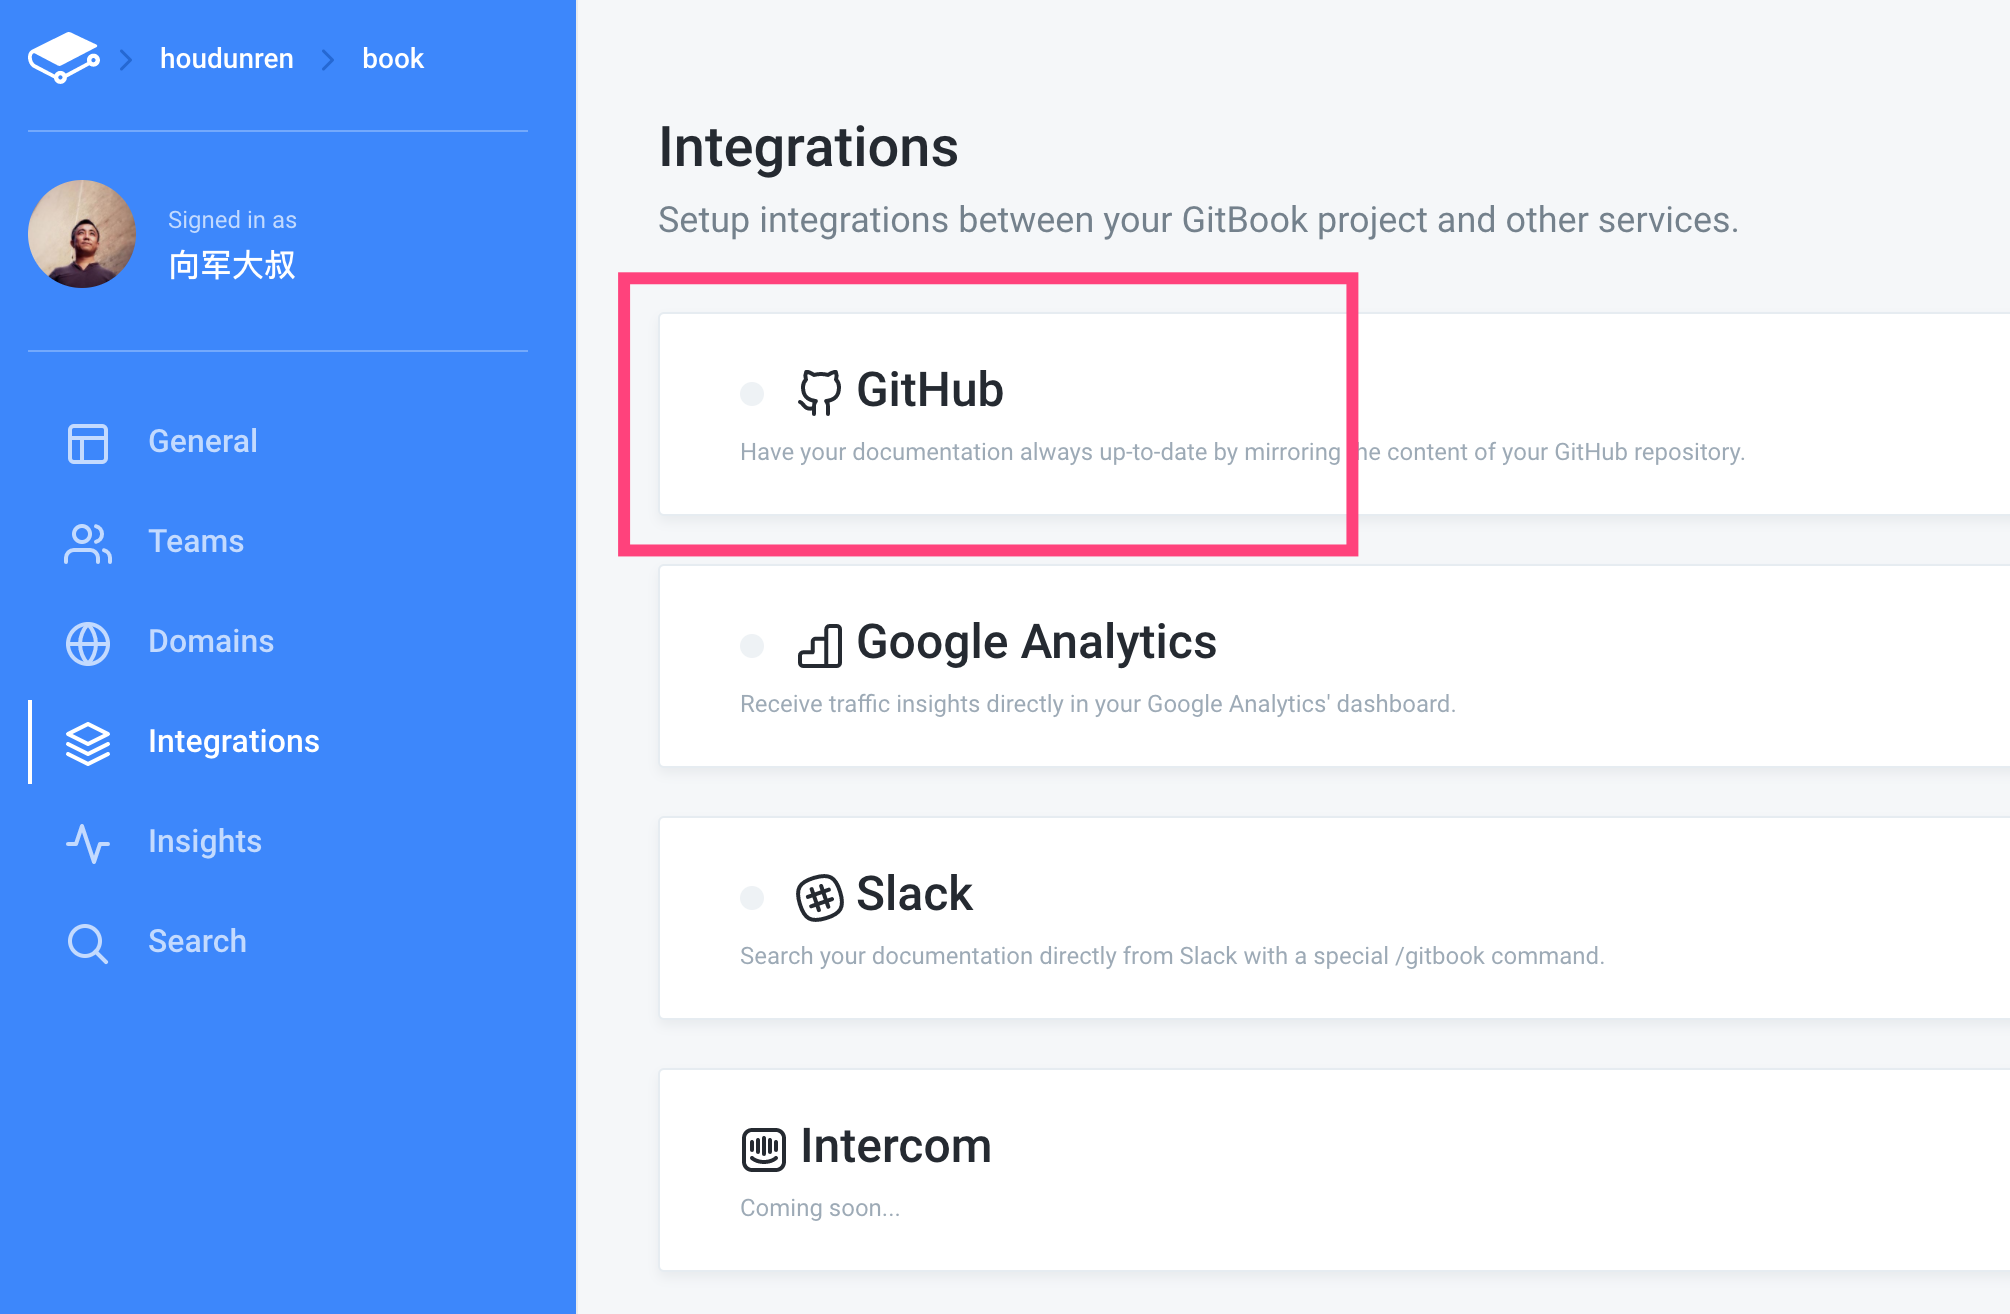 houdunren > book
Signed in as
向军大叔
General
Teams
Domains
Integrations
Insights
Search
Integrations
Setup integrations between your GitBook project and other services.
GitHub
Have your documentation always up-to-date by mirroring the content of your GitHub repository.
Google Analytics
Receive traffic insights directly in your Google Analytics' dashboard.
Slack
Search your documentation directly from Slack with a special /gitbook command.
Intercom
Coming soon...